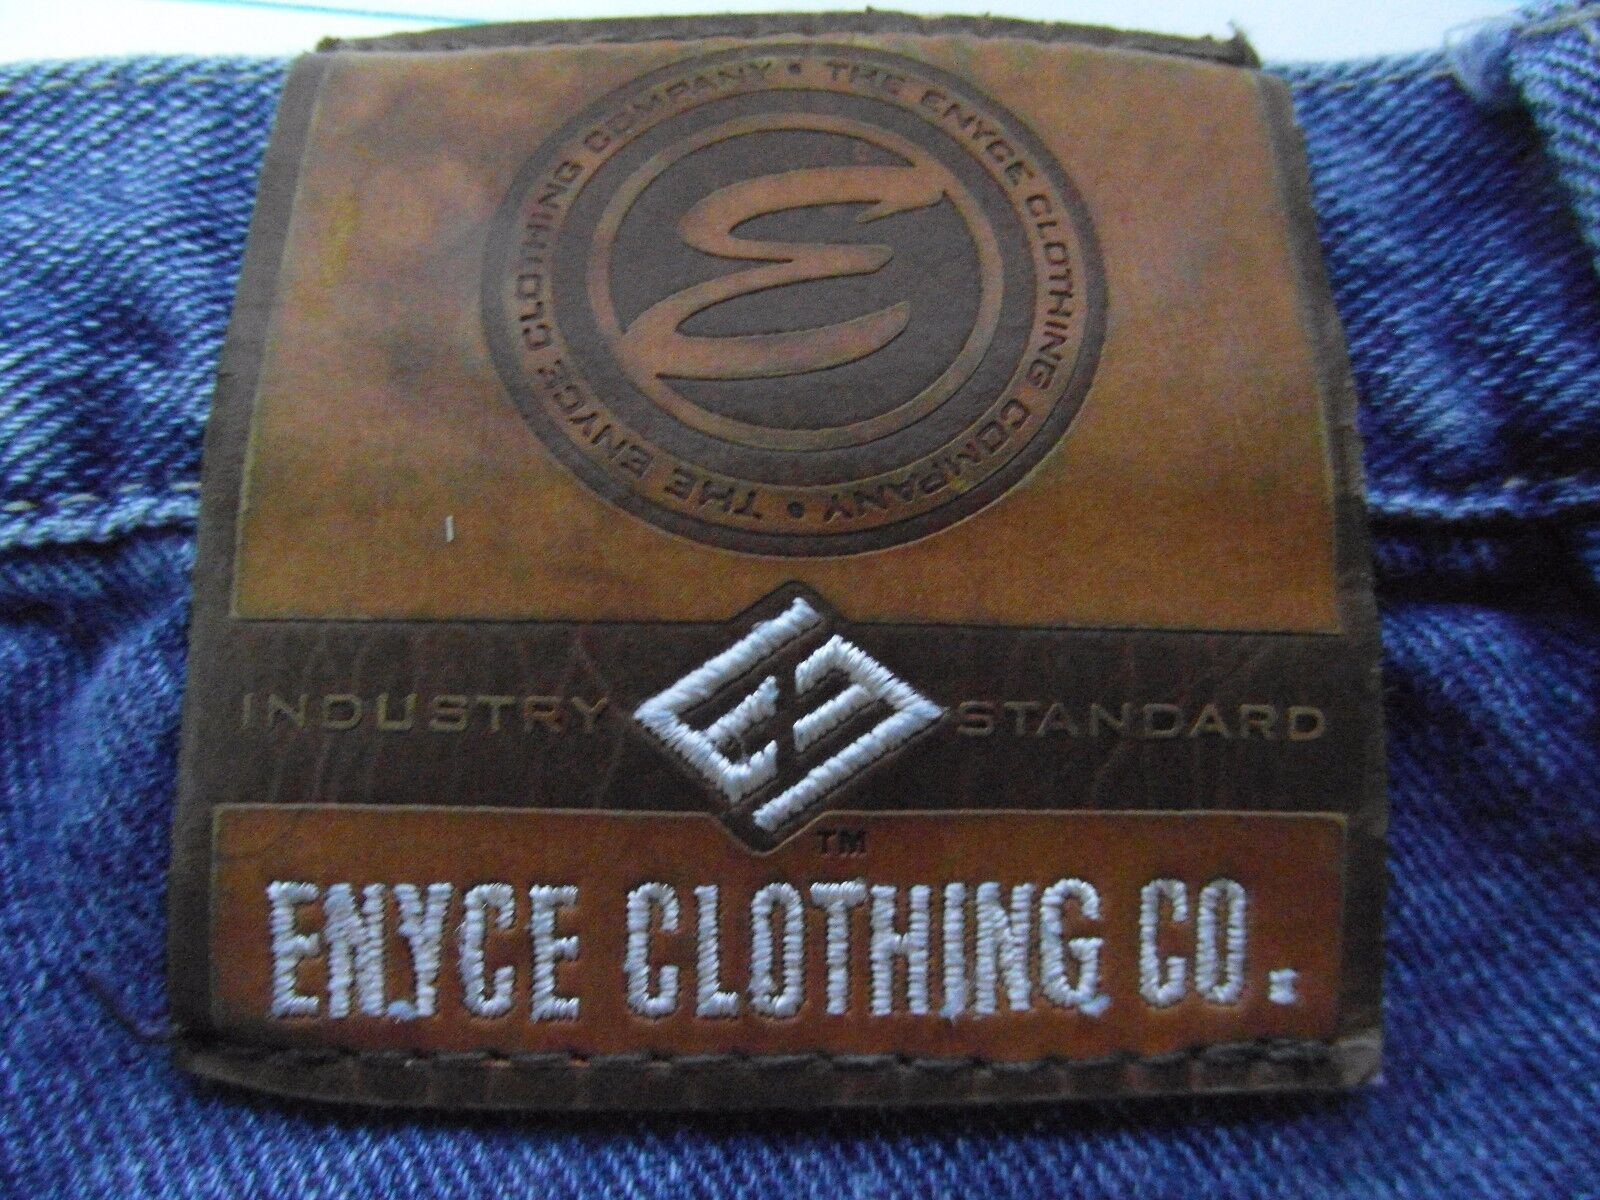 THE ENYCE CLOTHING COMPANY • THE ENYCE CLOTHING COMPANY •
E
INDUSTRY STANDARD
TM
ENYCE CLOTHING CO.